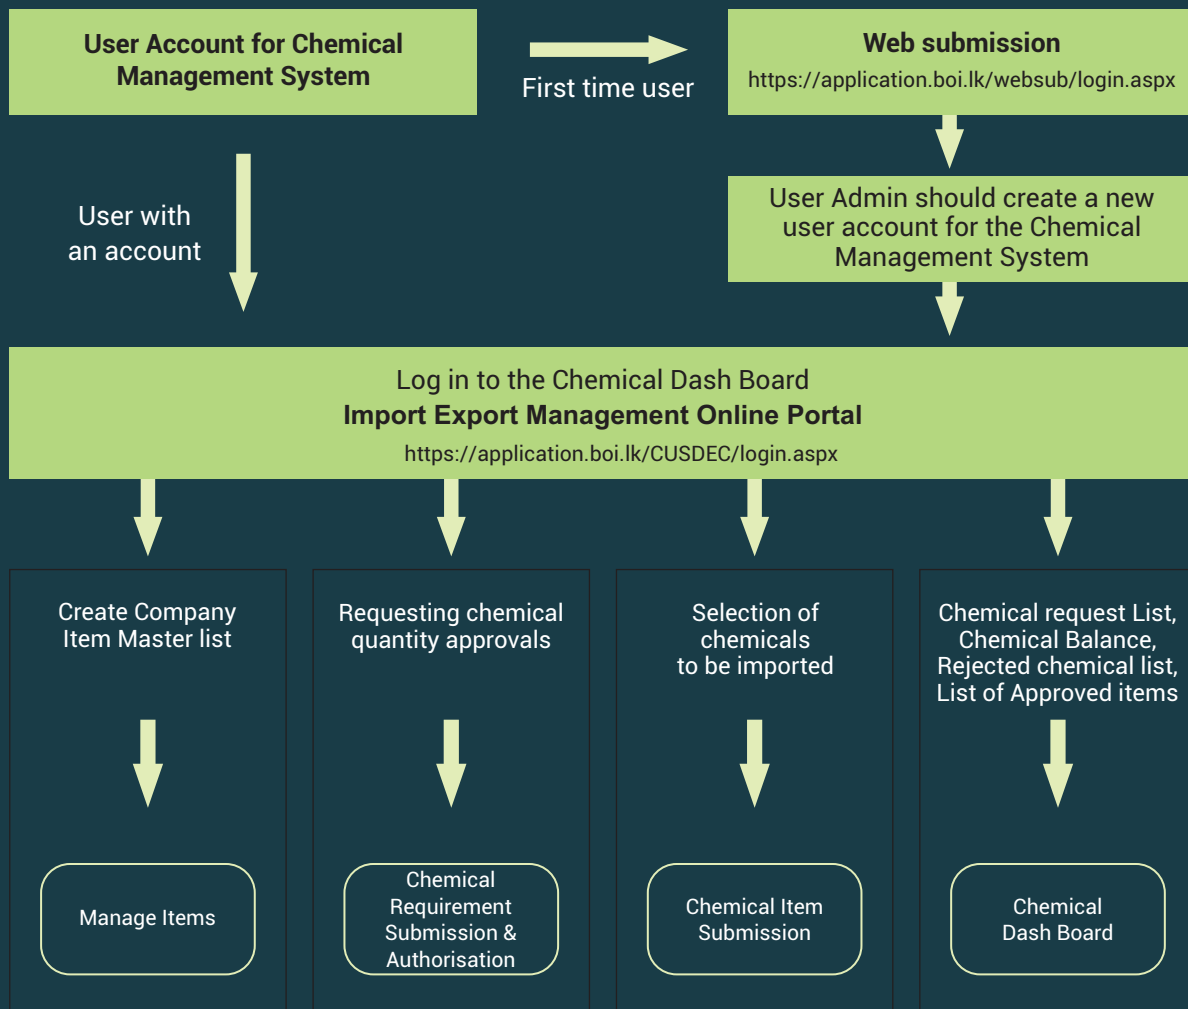 User Account for Chemical
Management System
First time user
Web submission
https://application.boi.lk/websub/login.aspx
User with
an account
User Admin should create a new
user account for the Chemical
Management System
Log in to the Chemical Dash Board
Import Export Management Online Portal
https://application.boi.lk/CUSDEC/login.aspx
Create Company
Item Master list
Manage Items
Requesting chemical
quantity approvals
Chemical
Requirement
Submission &
Authorisation
Selection of
chemicals
to be imported
Chemical Item
Submission
Chemical request List,
Chemical Balance,
Rejected chemical list,
List of Approved items
Chemical
Dash Board